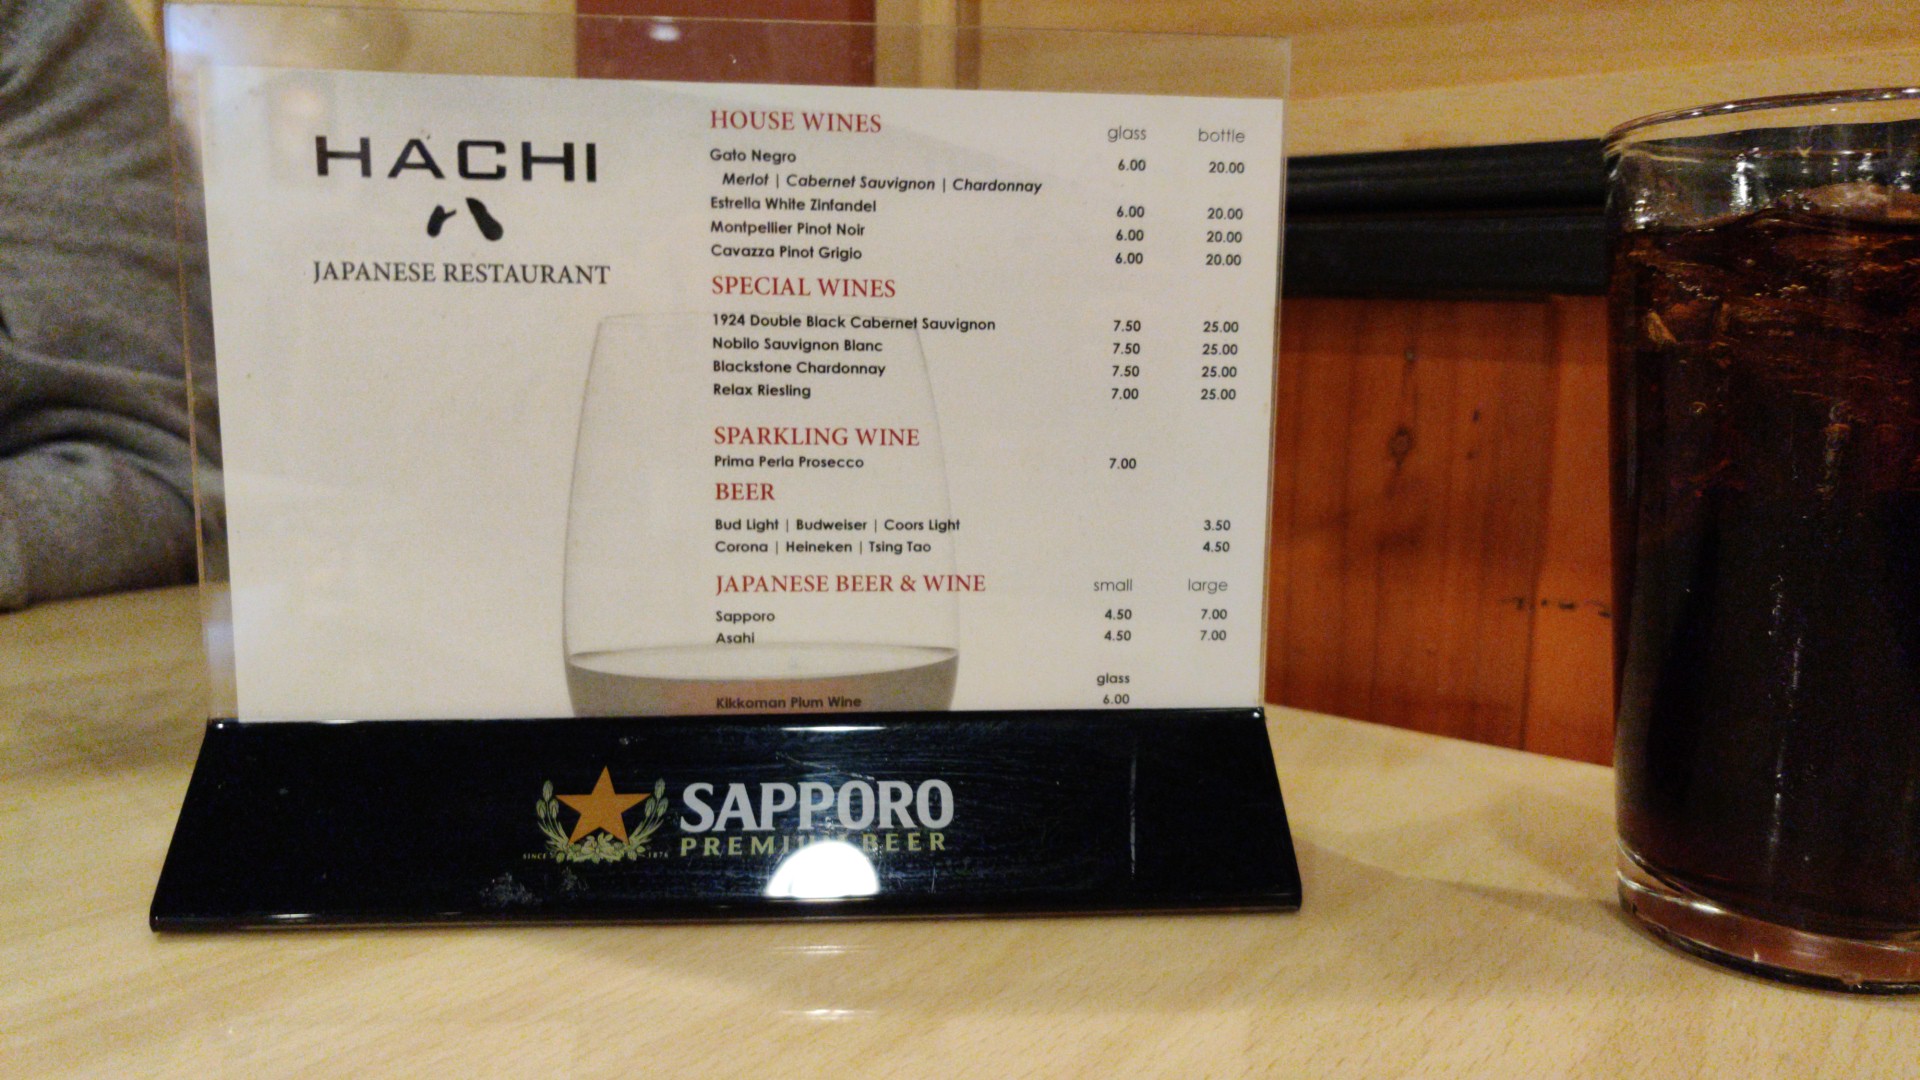 HACHI
JAPANESE RESTAURANT
HOUSE WINES glass bottle
Gato Negro 6.00 20.00
Merlot | Cabernet Sauvignon | Chardonnay
Estrella White Zinfandel 6.00 20.00
Montpellier Pinot Noir 6.00 20.00
Cavazza Pinot Grigio 6.00 20.00
SPECIAL WINES
1924 Double Black Cabernet Sauvignon 7.50 25.00
Nobilo Sauvignon Blanc 7.50 25.00
Blackstone Chardonnay 7.50 25.00
Relax Riesling 7.00 25.00
SPARKLING WINE
Prima Perla Prosecco 7.00
BEER
Bud Light | Budweiser | Coors Light 3.50
Corona | Heineken | Tsing Tao 4.50
JAPANESE BEER & WINE small large
Sapporo 4.50 7.00
Asahi 4.50 7.00
glass
Kikkoman Plum Wine 6.00
SAPPORO
PREMIUM BEER
SINCE 1876